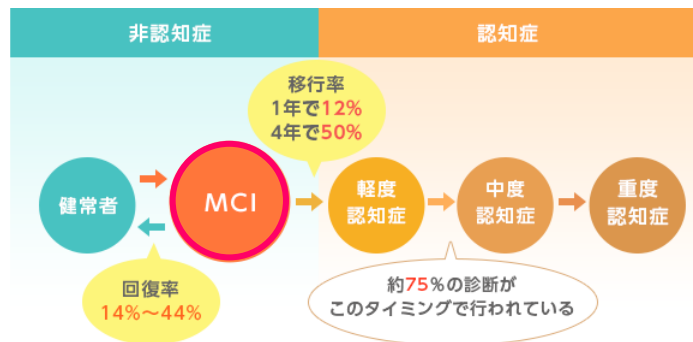 非認知症
認知症
移行率
1年で12%
4年で50%
健常者
MCI
軽度
認知症
中度
認知症
重度
認知症
回復率
14%～44%
約75%の診断が
このタイミングで行われている